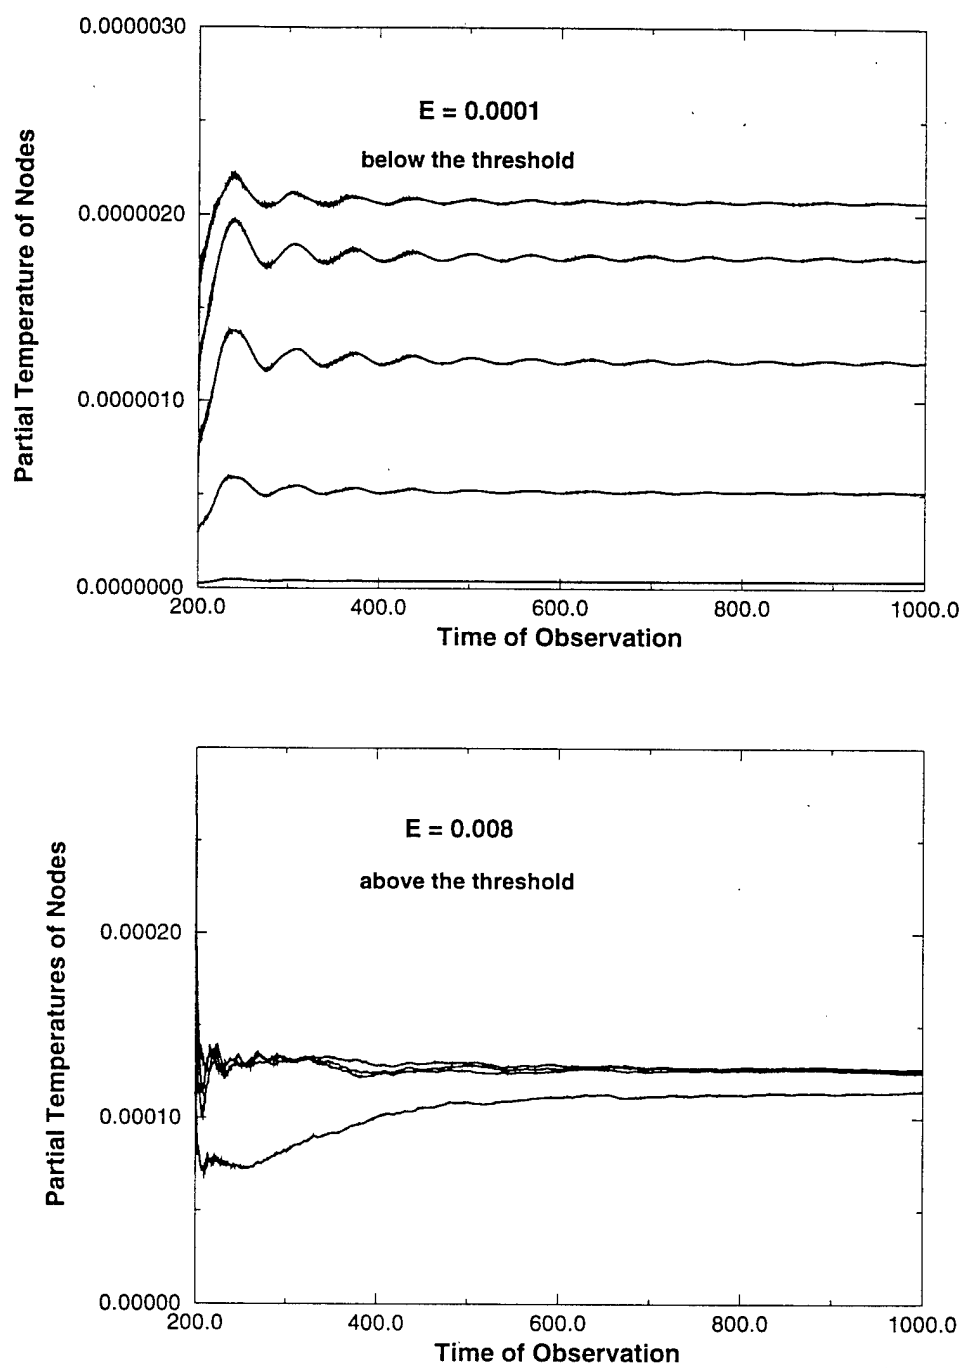 0.0000030
E = 0.0001
below the threshold
Partial Temperature of Nodes
0.0000020
0.0000010
0.0000000
200.0 400.0 600.0 800.0 1000.0
Time of Observation
E = 0.008
above the threshold
Partial Temperatures of Nodes
0.00020
0.00010
0.00000
200.0 400.0 600.0 800.0 1000.0
Time of Observation